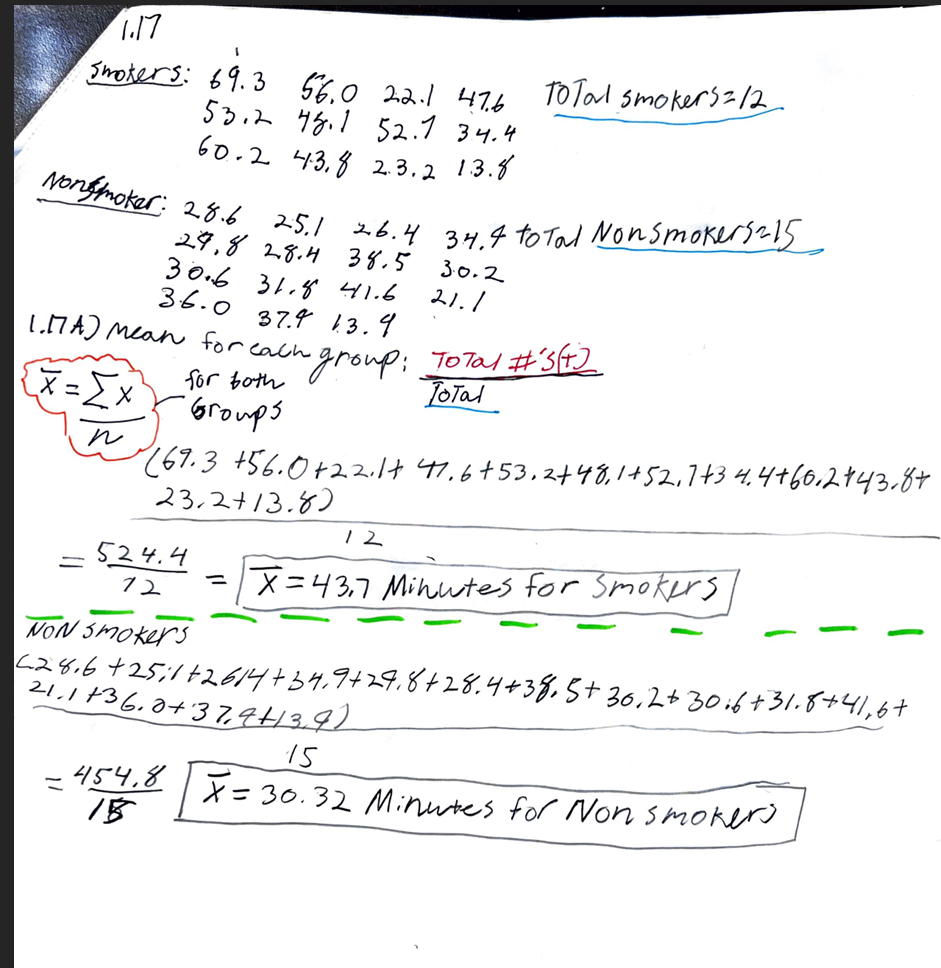 1.17
Smokers: 69.3 56.0 22.1 47.6 Total smokers=12
53.2 48.1 52.7 34.4
60.2 43.8 23.2 13.8
Nonsmoker: 28.6 25.1 26.4 34.9 total Nonsmokers=15
29.8 28.4 38.5 30.2
30.6 31.8 41.6 21.1
36.0 37.9 13.9
1.17A) Mean for each group: Total #'s(+)
Total
x̄ = Σx
n
for both
Groups
(69.3 +56.0+22.1+ 47.6+53.2+48.1+52.7+34.4+60.2+43.8+
23.2+13.8)
12
= 524.4
12
= x̄=43.7 Minutes for Smokers
NON Smokers
(28.6+25.1+26.4+34.9+29.8+28.4+38.5+30.2+30.6+31.8+41.6+
21.1+36.0+37.9+13.9)
15
= 454.8
15
x̄= 30.32 Minutes for Non smokers